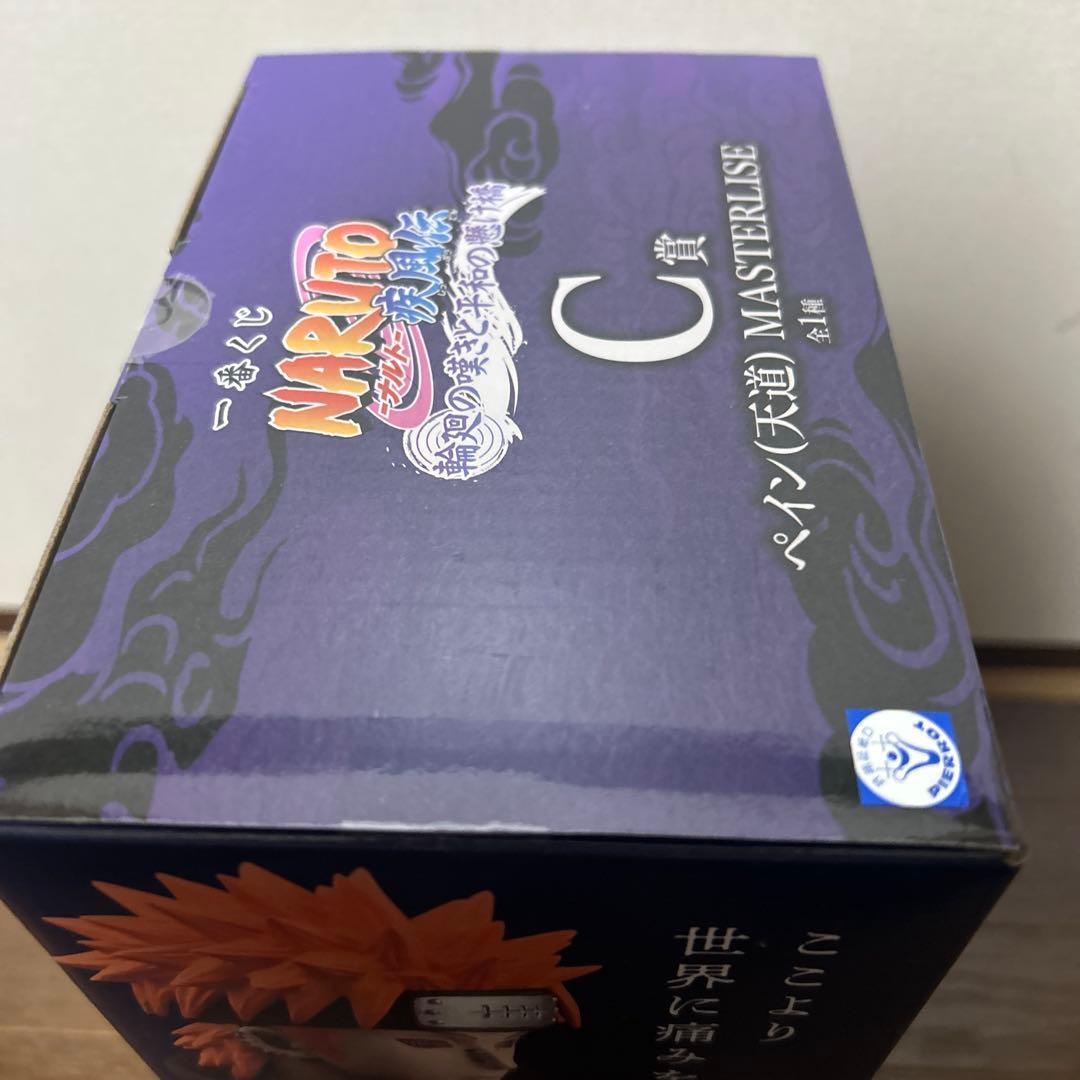 一番くじ
NARUTO
-ナルト-
疾風伝
輪廻の嘆きと平和の懸け橋
C賞
ペイン(天道) MASTERLISE
全1種
PIERROT
ここより
世界に痛みを